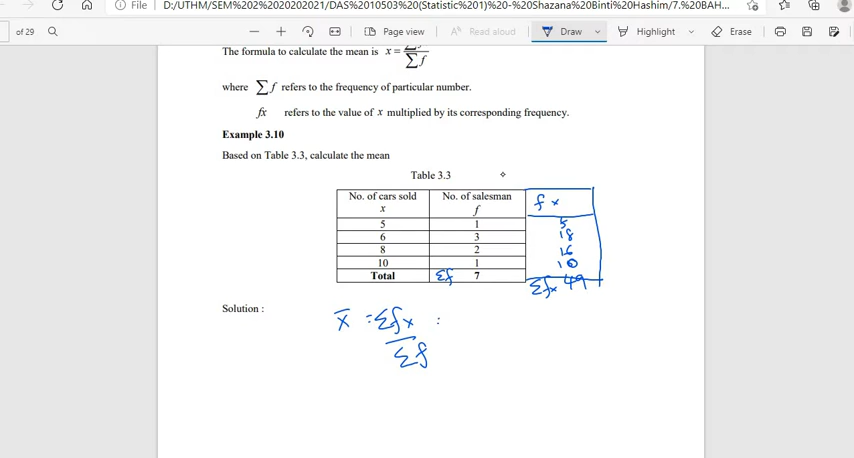 File D:/UTHM/SEM%202%2020202021/DAS%2010503%20(Statistic%201)%20-%20Shazana%20Binti%20Hashim/7.%20BAH...
of 29 Page view Read aloud Draw Highlight Erase
The formula to calculate the mean is x = ∑f
where ∑f refers to the frequency of particular number.
fx refers to the value of x multiplied by its corresponding frequency.
Example 3.10
Based on Table 3.3, calculate the mean
Table 3.3
No. of cars sold No. of salesman
x f fx
5 1 5
6 3 18
8 2 16
10 1 10
Total Σf 7 Σfx 49
Solution :
x̄ = Σfx :
Σf